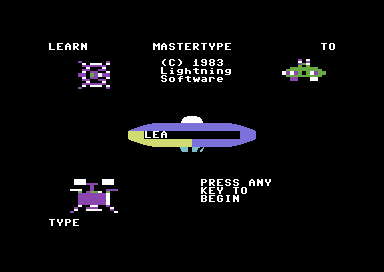 LEARN MASTERTYPE TO
(C) 1983
Lightning
Software
LEA
PRESS ANY
KEY TO
BEGIN
TYPE